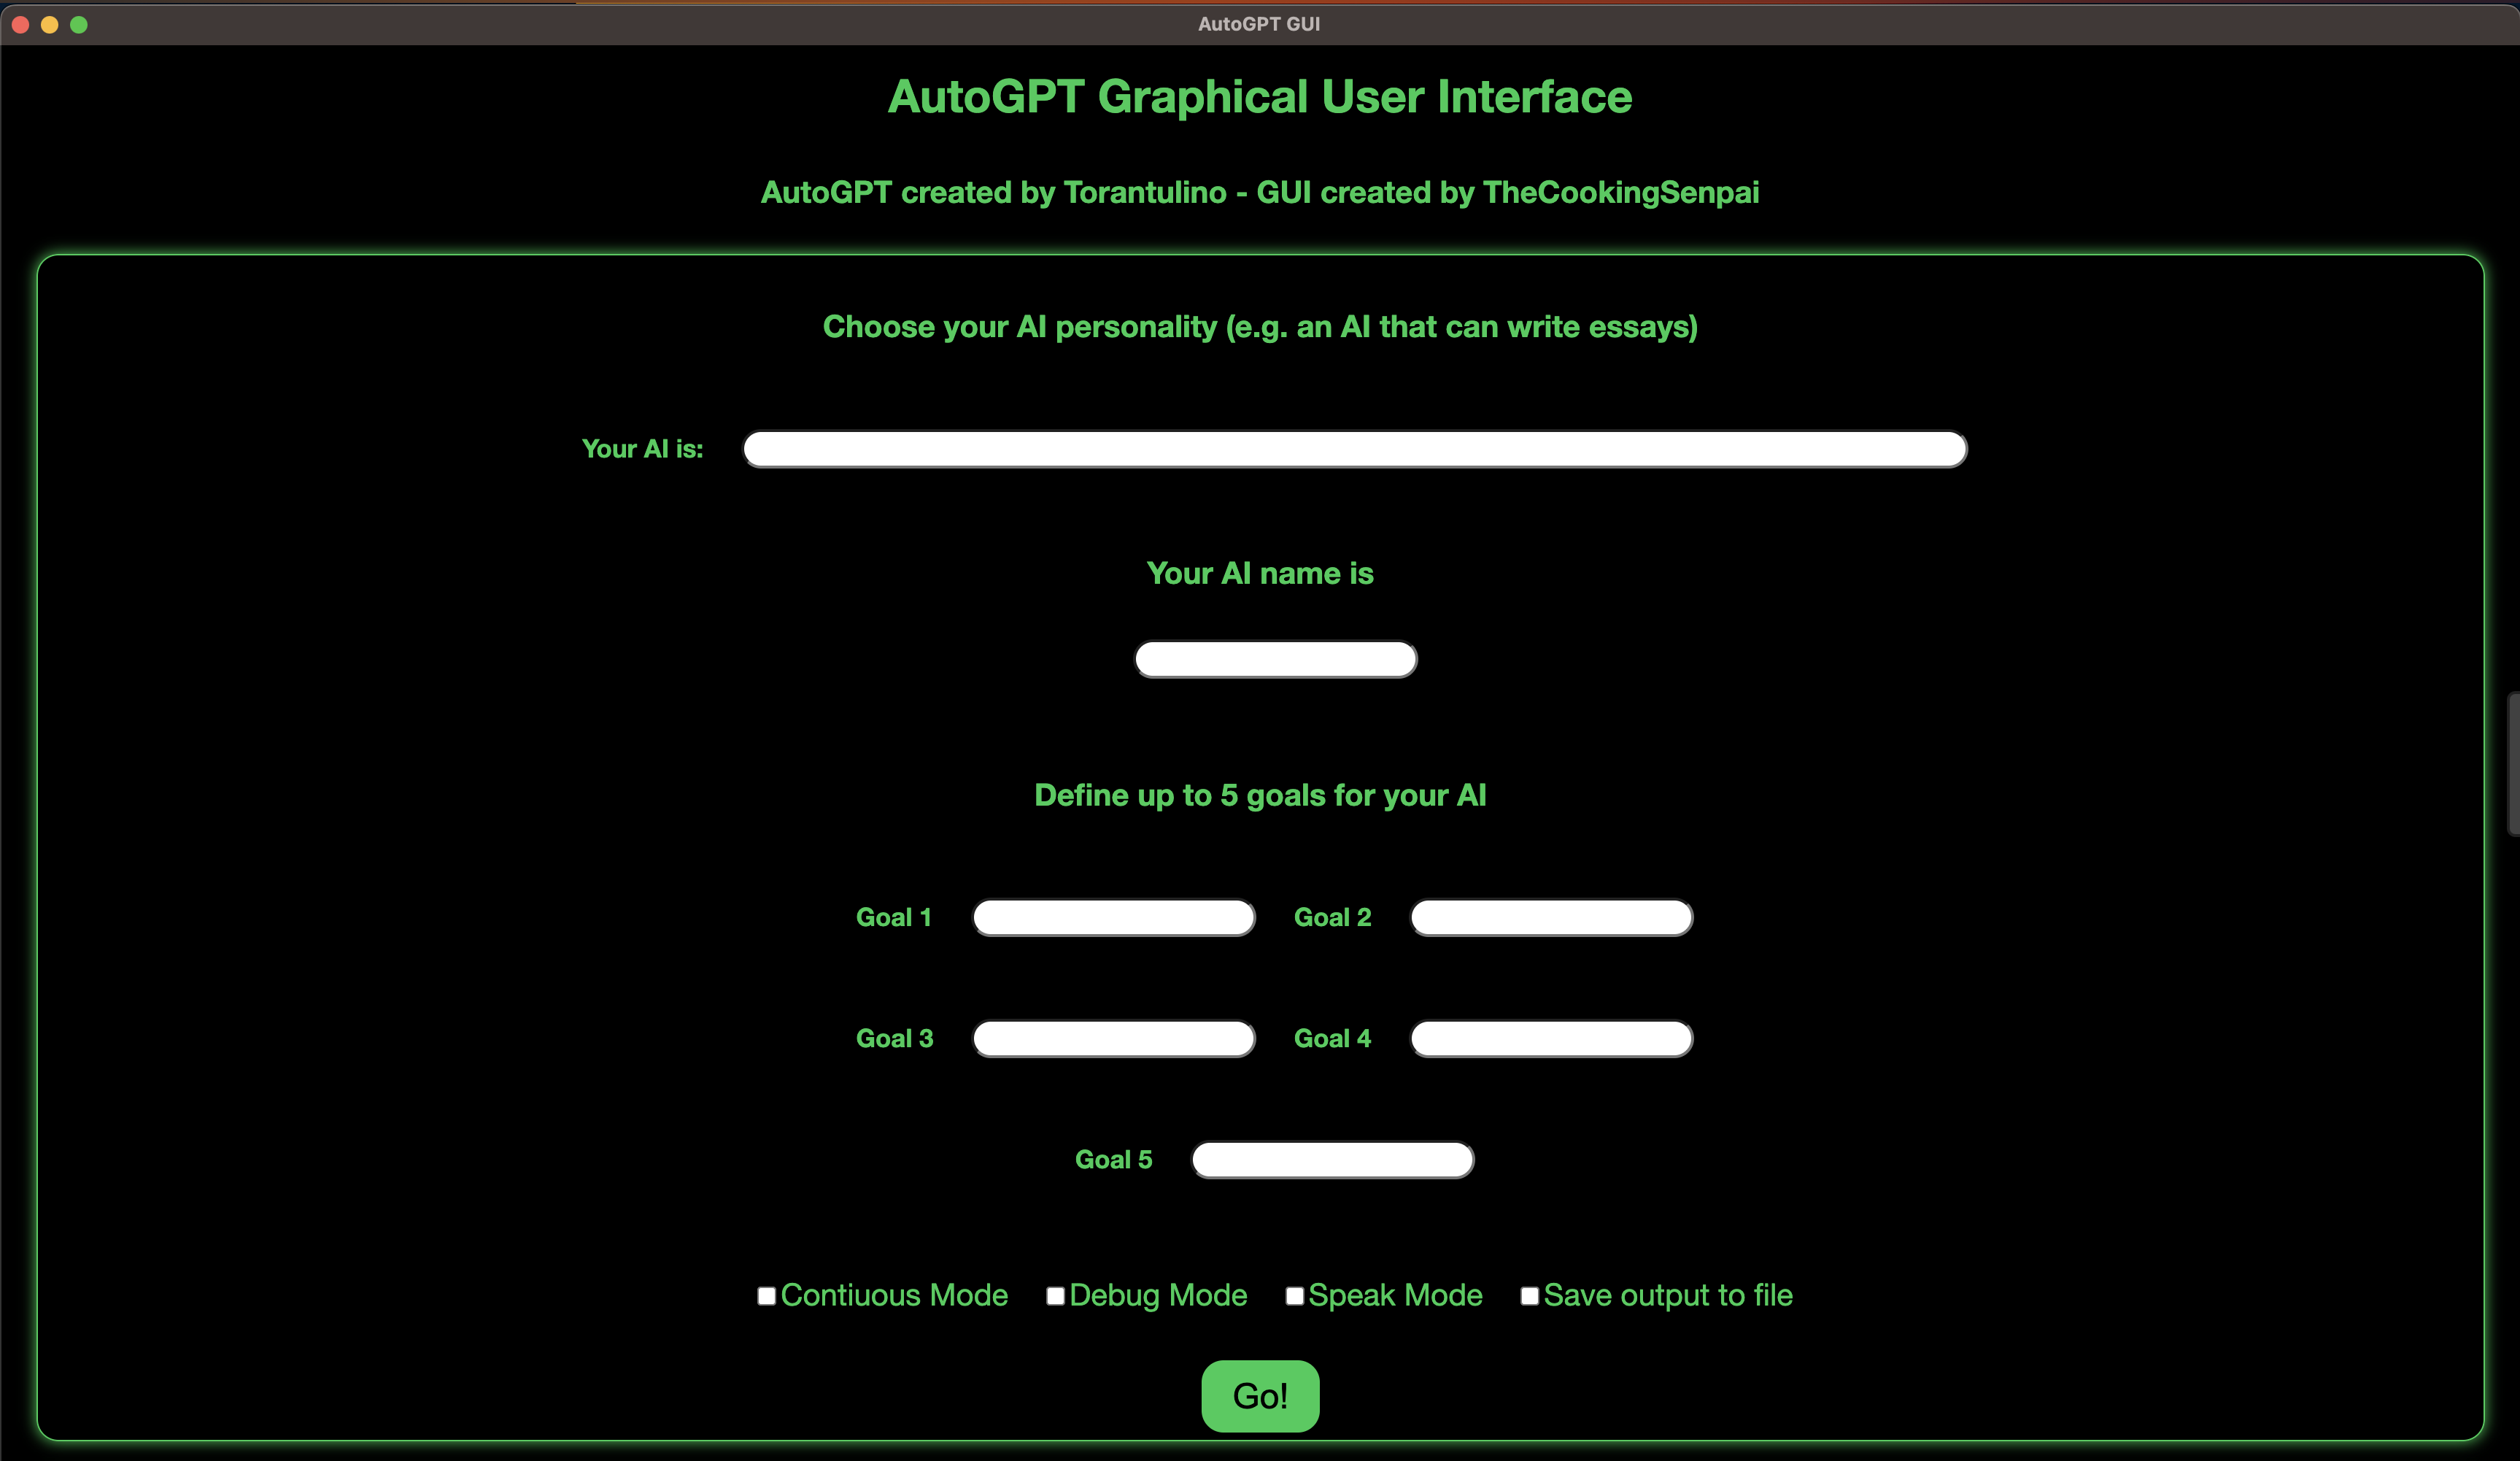 AutoGPT GUI
AutoGPT Graphical User Interface
AutoGPT created by Torantulino - GUI created by TheCookingSenpai
Choose your AI personality (e.g. an AI that can write essays)
Your AI is:
Your AI name is
Define up to 5 goals for your AI
Goal 1 Goal 2
Goal 3 Goal 4
Goal 5
Contiuous Mode Debug Mode Speak Mode Save output to file
Go!